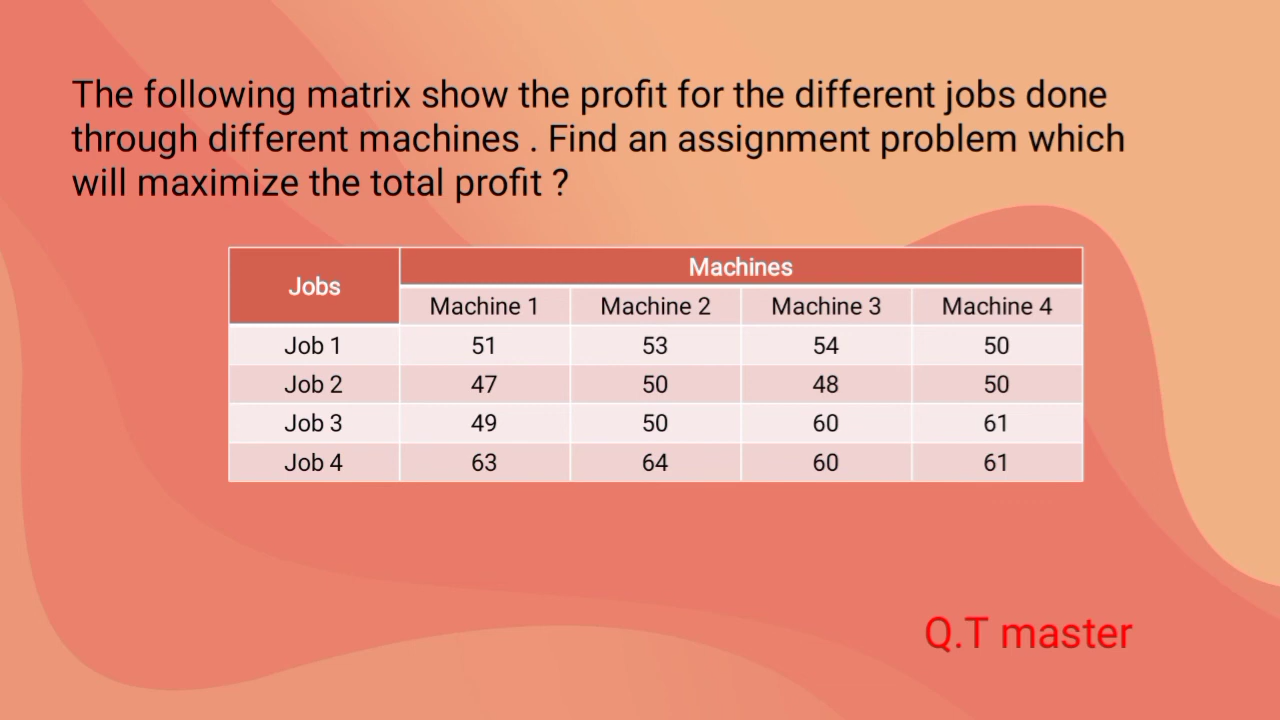 The following matrix show the profit for the different jobs done
through different machines . Find an assignment problem which
will maximize the total profit ?
Jobs Machines
Machine 1 Machine 2 Machine 3 Machine 4
Job 1 51 53 54 50
Job 2 47 50 48 50
Job 3 49 50 60 61
Job 4 63 64 60 61
Q.T master